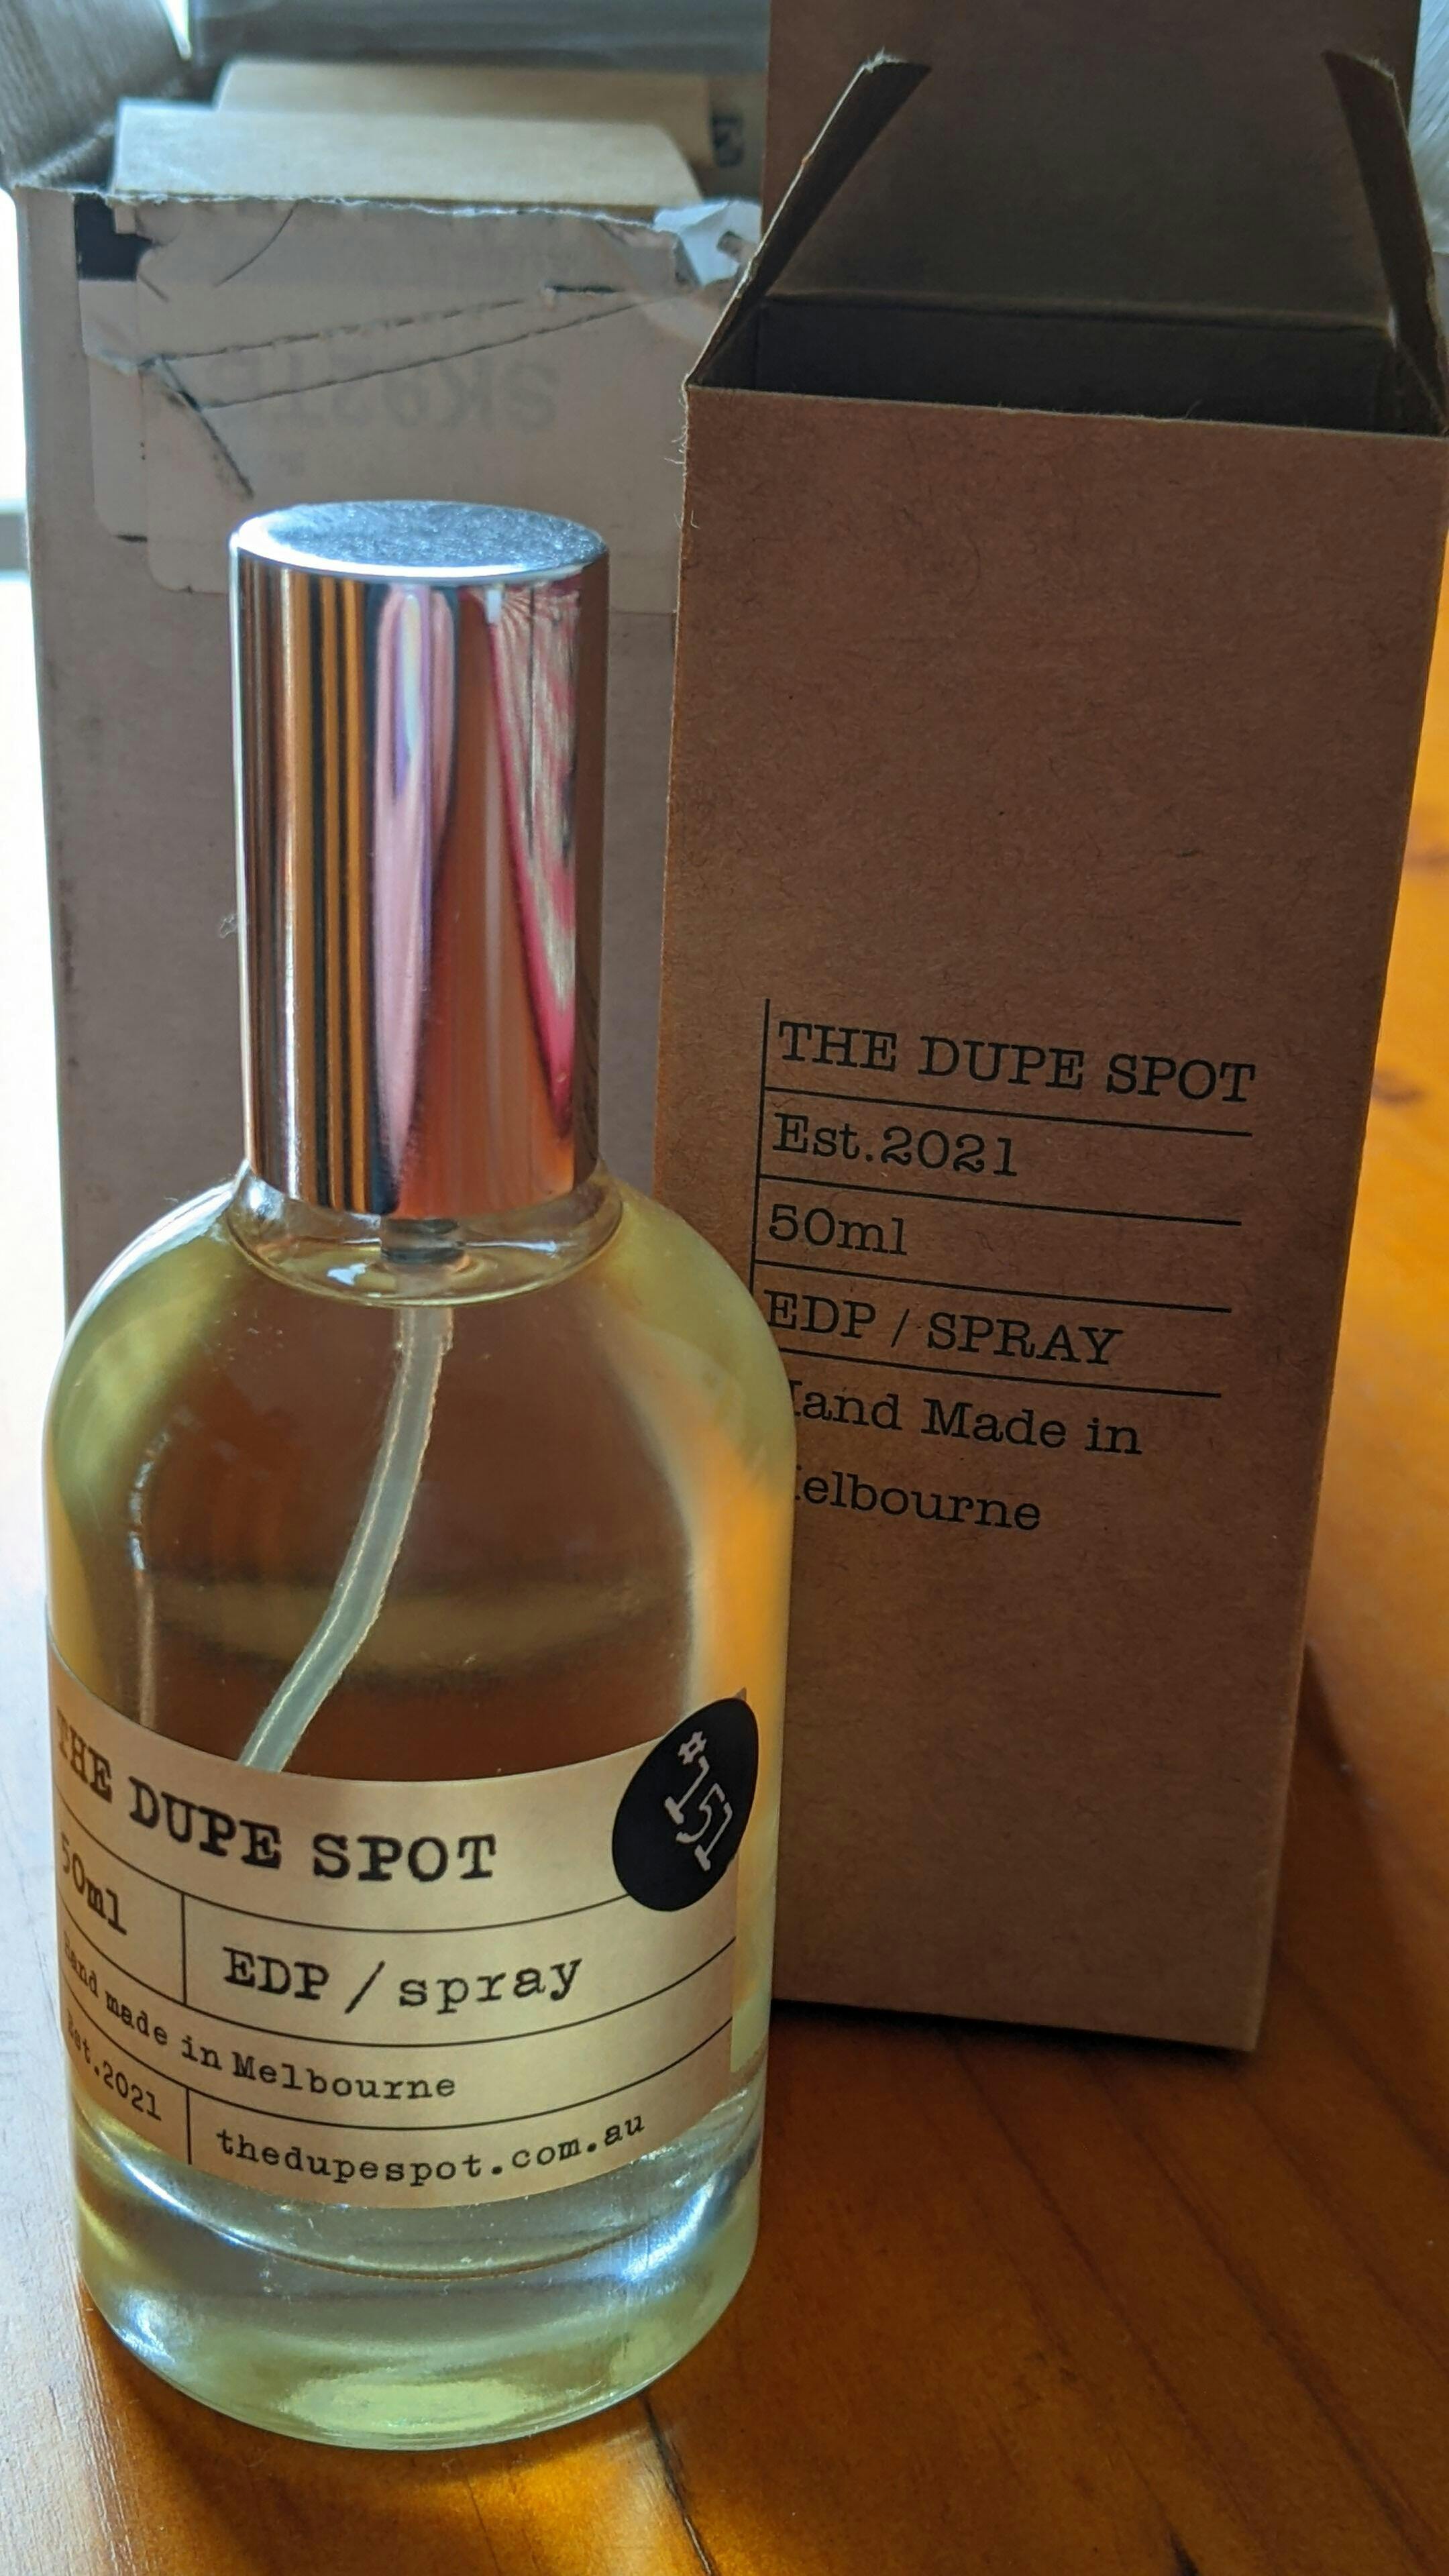 THE DUPE SPOT
Est.2021
50ml
EDP / SPRAY
Hand Made in
Melbourne
THE DUPE SPOT
#151
50ml
EDP / spray
Hand made in Melbourne
Est.2021
thedupespot.com.au